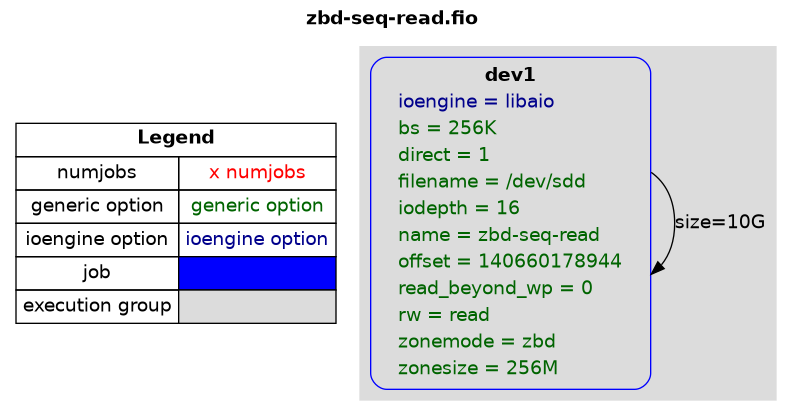 zbd-seq-read.fio
Legend
numjobs x numjobs
generic option generic option
ioengine option ioengine option
job
execution group
dev1
ioengine = libaio
bs = 256K
direct = 1
filename = /dev/sdd
iodepth = 16
name = zbd-seq-read
offset = 140660178944
read_beyond_wp = 0
rw = read
zonemode = zbd
zonesize = 256M
size=10G